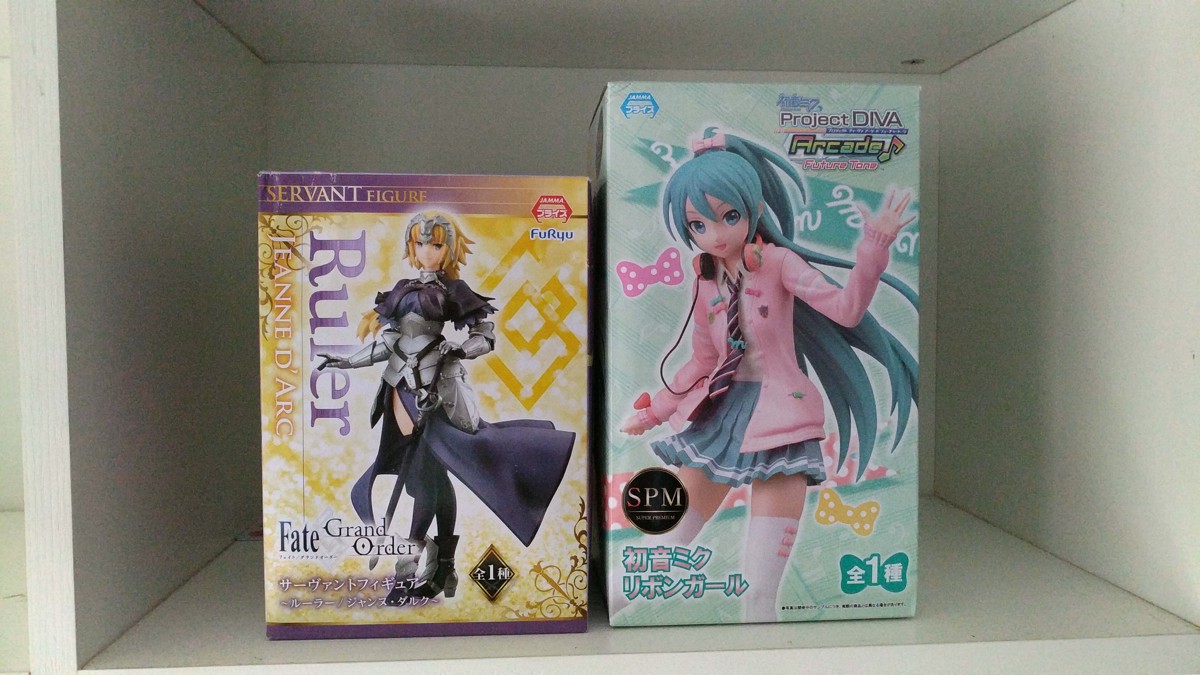 SERVANT FIGURE
JAMMA
プライズ
FuRyu
Ruler
JEANNE D'ARC
Fate
Grand
Order
フェイト/グランドオーダー
サーヴァントフィギュア
~ルーラー/ジャンヌ・ダルク~
全1種
JAMMA
プライズ
初音ミク
Project DIVA
Arcade
Future Tone
SPM
SUPER PREMIUM
初音ミク
リボンガール
全1種